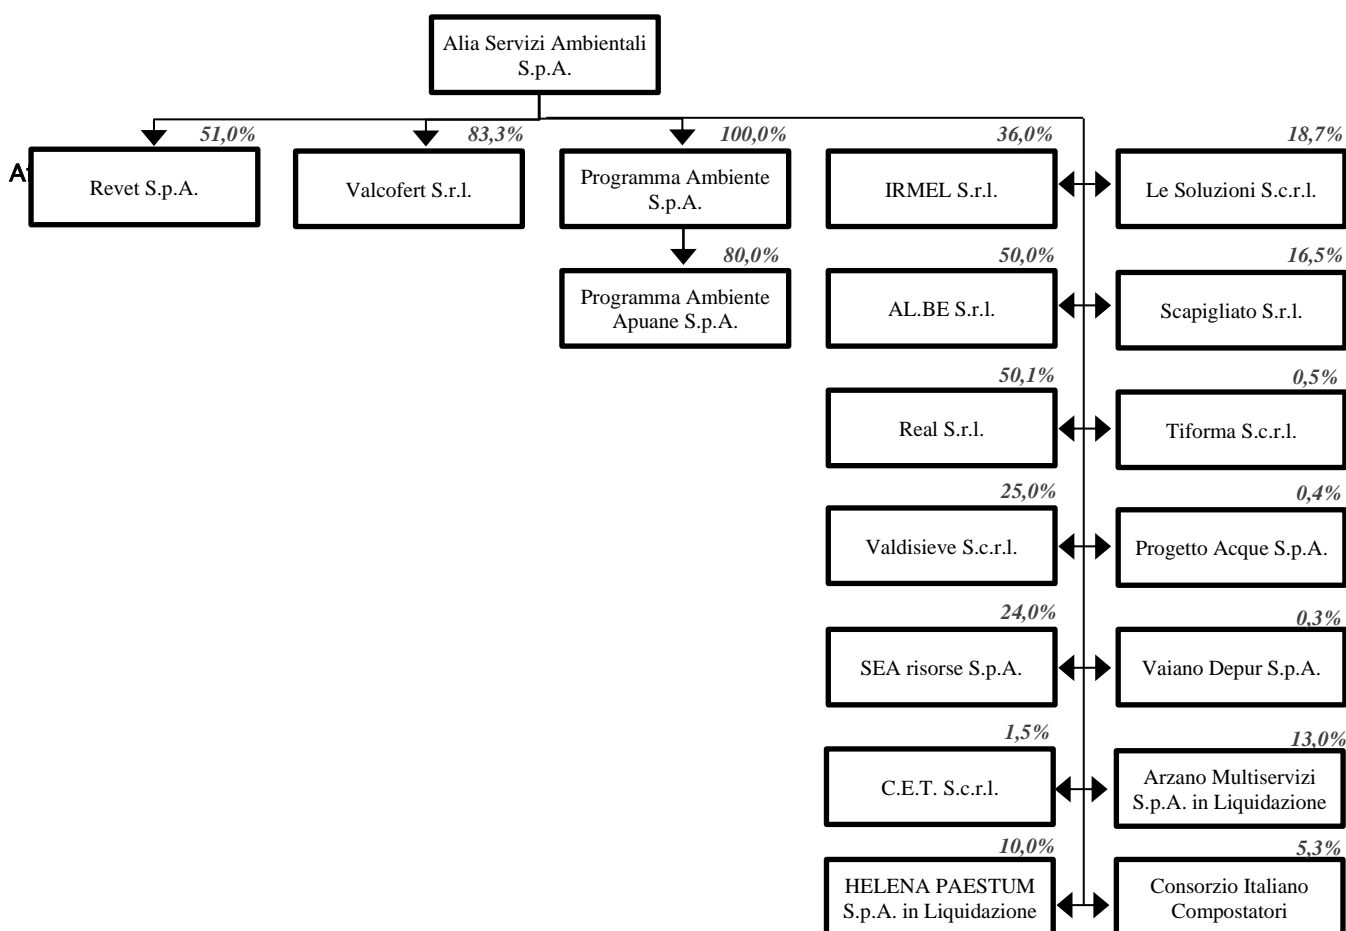 Alia Servizi Ambientali
S.p.A.
51,0%
83,3%
100,0%
36,0%
18,7%
Revet S.p.A.
Valcofert S.r.l.
Programma Ambiente
S.p.A.
IRMEL S.r.l.
Le Soluzioni S.c.r.l.
80,0%
50,0%
16,5%
Programma Ambiente
Apuane S.p.A.
AL.BE S.r.l.
Scapigliato S.r.l.
50,1%
0,5%
Real S.r.l.
Tiforma S.c.r.l.
25,0%
0,4%
Valdisieve S.c.r.l.
Progetto Acque S.p.A.
24,0%
0,3%
SEA risorse S.p.A.
Vaiano Depur S.p.A.
1,5%
13,0%
C.E.T. S.c.r.l.
Arzano Multiservizi
S.p.A. in Liquidazione
10,0%
5,3%
HELENA PAESTUM
S.p.A. in Liquidazione
Consorzio Italiano
Compostatori